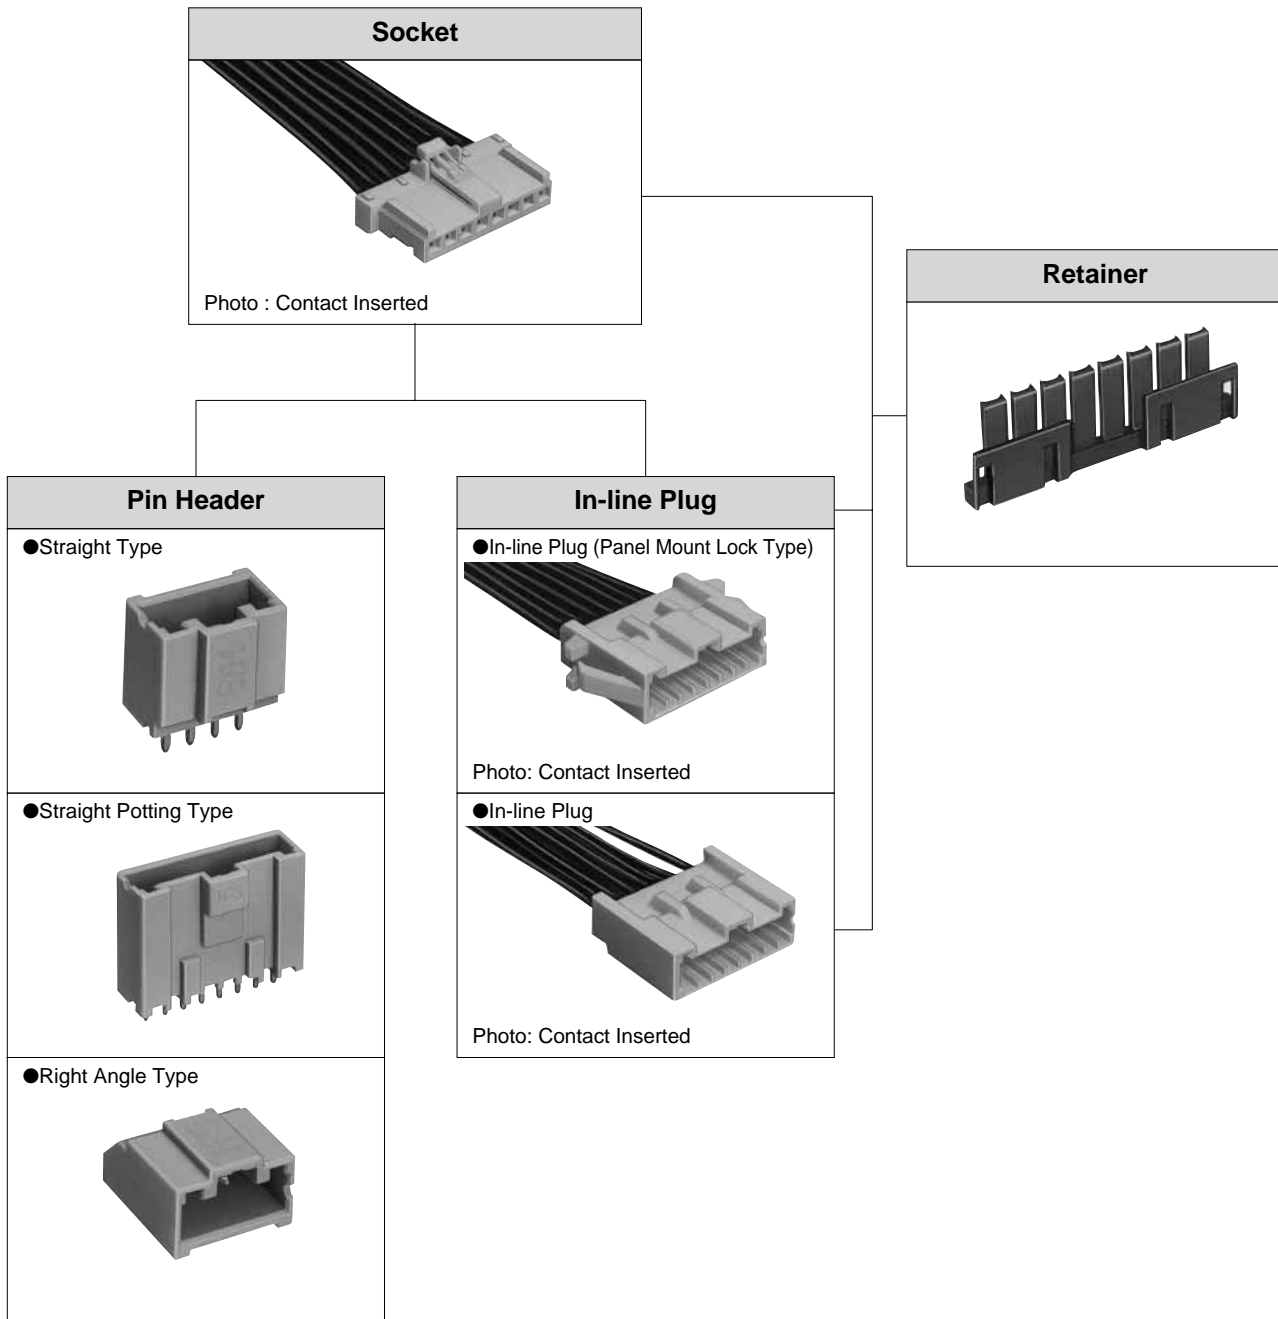 Socket
Photo : Contact Inserted
Retainer
Pin Header
●Straight Type
●Straight Potting Type
●Right Angle Type
In-line Plug
●In-line Plug (Panel Mount Lock Type)
Photo: Contact Inserted
●In-line Plug
Photo: Contact Inserted